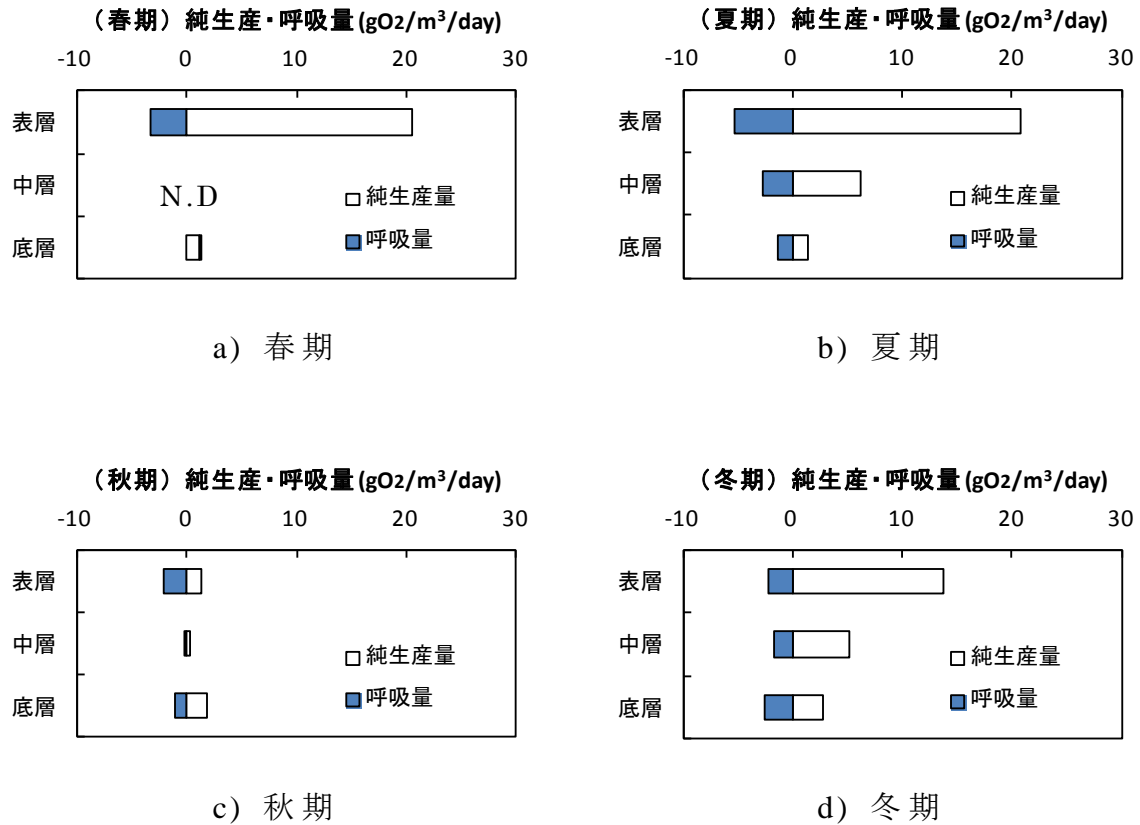 （春期）純生産・呼吸量(gO2/m³/day)
-10 0 10 20 30
表層
中層
底層
N.D
純生産量
呼吸量
a) 春期
（夏期）純生産・呼吸量(gO2/m³/day)
-10 0 10 20 30
表層
中層
底層
純生産量
呼吸量
b) 夏期
（秋期）純生産・呼吸量(gO2/m³/day)
-10 0 10 20 30
表層
中層
底層
純生産量
呼吸量
c) 秋期
（冬期）純生産・呼吸量(gO2/m³/day)
-10 0 10 20 30
表層
中層
底層
純生産量
呼吸量
d) 冬期